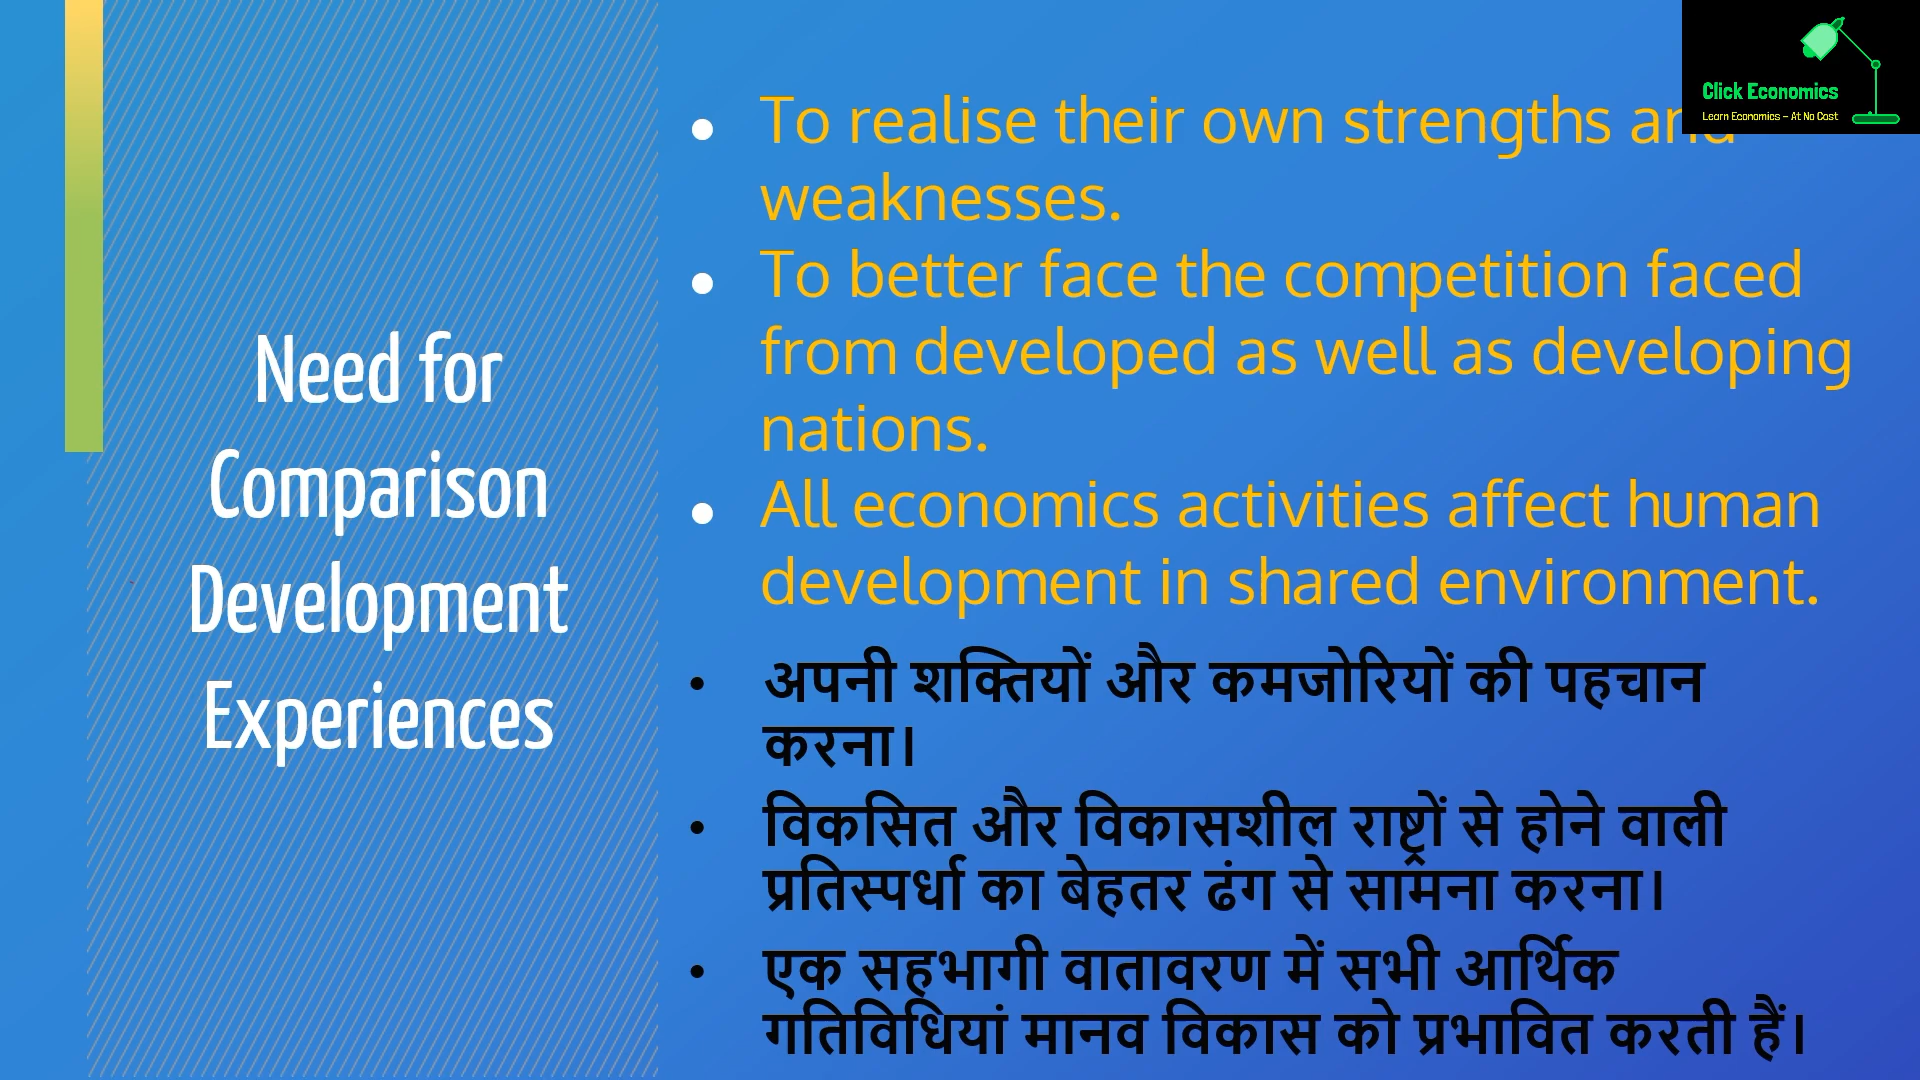 Need for
Comparison
Development
Experiences
Click Economics
Learn Economics – At No Cost
• To realise their own strengths and
weaknesses.
• To better face the competition faced
from developed as well as developing
nations.
• All economics activities affect human
development in shared environment.
• अपनी शक्तियों और कमजोरियों की पहचान
करना।
• विकसित और विकासशील राष्ट्रों से होने वाली
प्रतिस्पर्धा का बेहतर ढंग से सामना करना।
• एक सहभागी वातावरण में सभी आर्थिक
गतिविधियां मानव विकास को प्रभावित करती हैं।